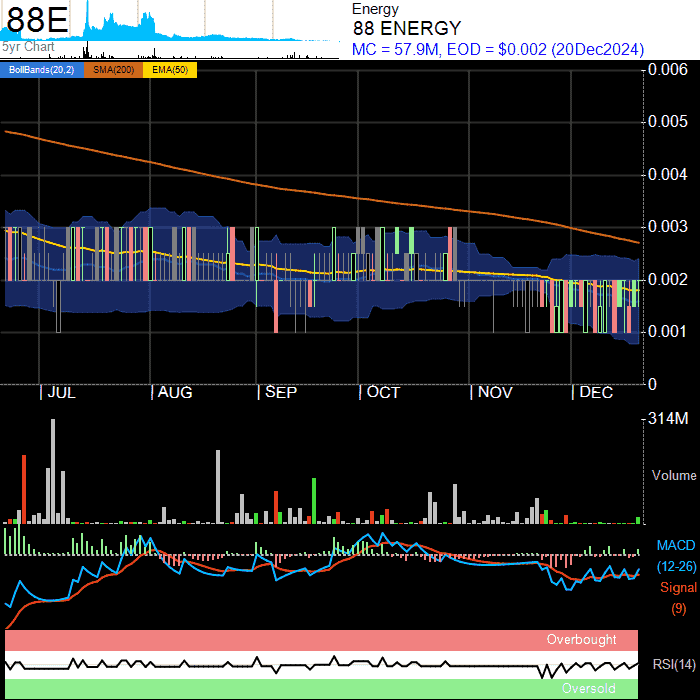 88E
5yr Chart
Energy
88 ENERGY
MC = 57.9M, EOD = $0.002 (20Dec2024)
BollBands(20,2) SMA(200) EMA(50)
0.006
0.005
0.004
0.003
0.002
0.001
0
JUL AUG SEP OCT NOV DEC
314M
Volume
MACD
(12-26)
Signal
(9)
Overbought
RSI(14)
Oversold